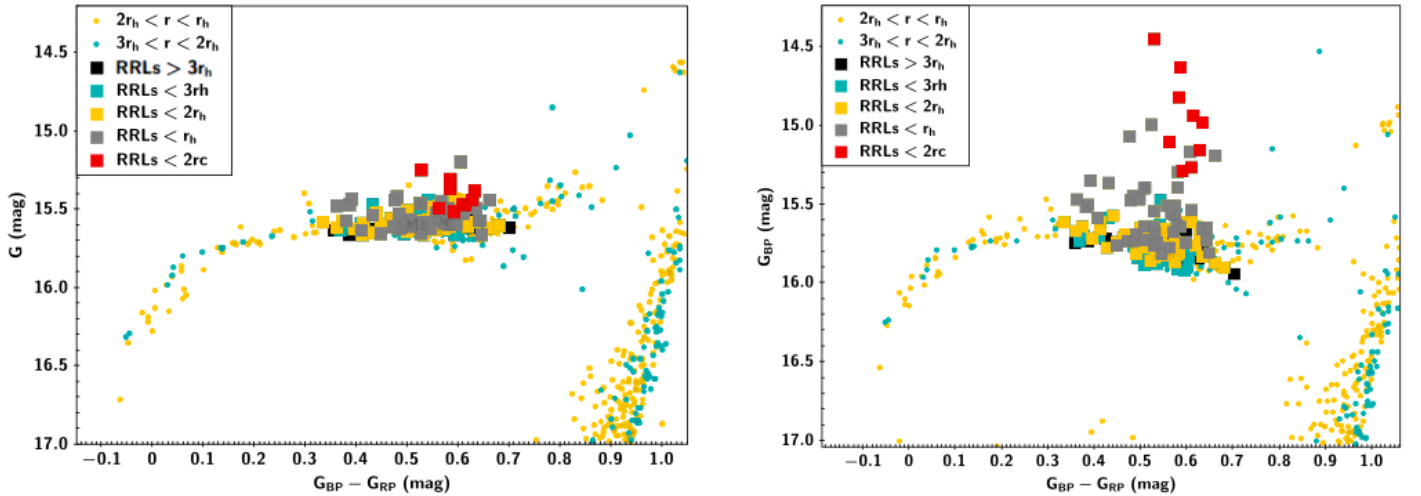 2rₕ < r < rₕ
3rₕ < r < 2rₕ
RRLs > 3rₕ
RRLs < 3rh
RRLs < 2rₕ
RRLs < rₕ
RRLs < 2rc
14.5
15.0
15.5
16.0
16.5
17.0
G (mag)
−0.1 0 0.1 0.2 0.3 0.4 0.5 0.6 0.7 0.8 0.9 1.0
G_BP − G_RP (mag)
2rₕ < r < rₕ
3rₕ < r < 2rₕ
RRLs > 3rₕ
RRLs < 3rh
RRLs < 2rₕ
RRLs < rₕ
RRLs < 2rc
14.5
15.0
15.5
16.0
16.5
17.0
G_BP (mag)
−0.1 0 0.1 0.2 0.3 0.4 0.5 0.6 0.7 0.8 0.9 1.0
G_BP − G_RP (mag)